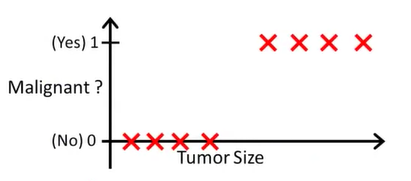 (Yes) 1
Malignant ?
(No) 0
Tumor Size